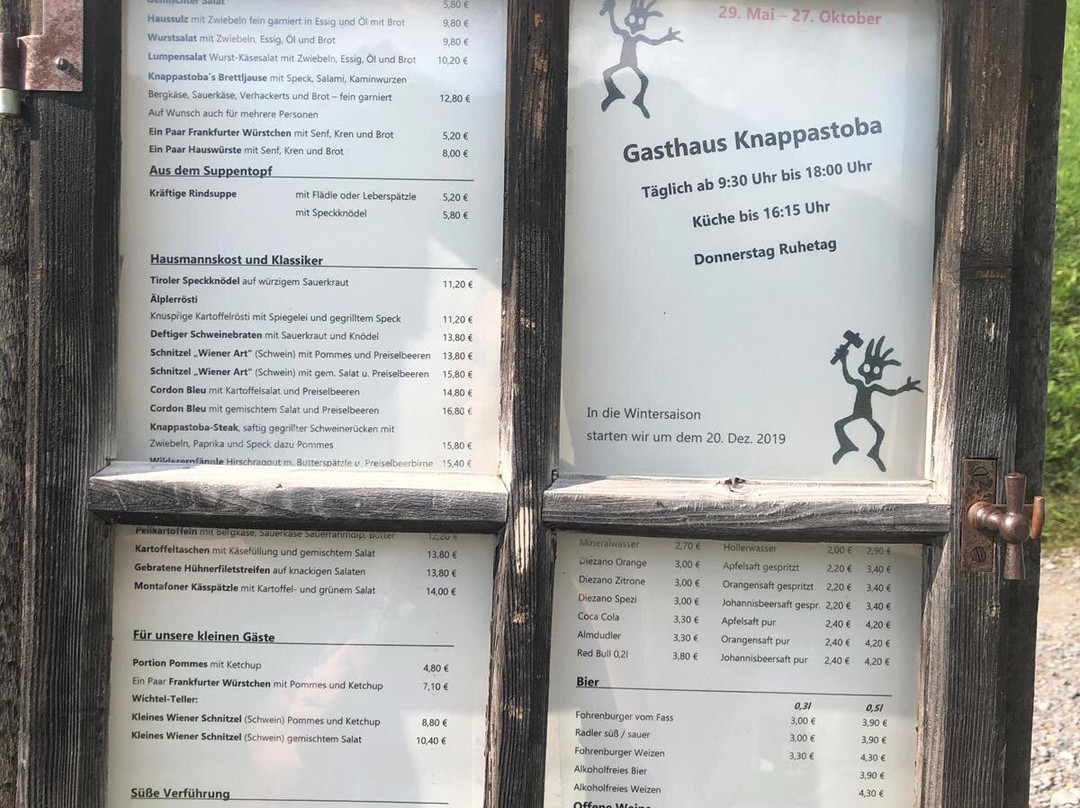 Gemischter Salat 5,80 €
Haussulz mit Zwiebeln fein garniert in Essig und Öl mit Brot 9,80 €
Wurstsalat mit Zwiebeln, Essig, Öl und Brot 9,80 €
Lumpensalat Wurst-Käsesalat mit Zwiebeln, Essig, Öl und Brot 10,20 €
Knappastoba´s Brettljause mit Speck, Salami, Kaminwurzen
Bergkäse, Sauerkäse, Verhackerts und Brot – fein garniert 12,80 €
Auf Wunsch auch für mehrere Personen
Ein Paar Frankfurter Würstchen mit Senf, Kren und Brot 5,20 €
Ein Paar Hauswürste mit Senf, Kren und Brot 8,00 €
Aus dem Suppentopf
Kräftige Rindsuppe mit Flädle oder Leberspätzle 5,20 €
mit Speckknödel 5,80 €
Hausmannskost und Klassiker
Tiroler Speckknödel auf würzigem Sauerkraut 11,20 €
Älplerrösti
Knusprige Kartoffelrösti mit Spiegelei und gegrilltem Speck 11,20 €
Deftiger Schweinebraten mit Sauerkraut und Knödel 13,80 €
Schnitzel „Wiener Art“ (Schwein) mit Pommes und Preiselbeeren 13,80 €
Schnitzel „Wiener Art“ (Schwein) mit gem. Salat u. Preiselbeeren 15,80 €
Cordon Bleu mit Kartoffelsalat und Preiselbeeren 14,80 €
Cordon Bleu mit gemischtem Salat und Preiselbeeren 16,80 €
Knappastoba-Steak, saftig gegrillter Schweinerücken mit
Zwiebeln, Paprika und Speck dazu Pommes 15,80 €
Wildererpfännle Hirschragout m. Butterspätzle u. Preiselbeerbirne 15,40 €
Pellkartoffeln mit Bergkäse, Sauerkäse Sauerrahmdip, Butter 12,20 €
Kartoffeltaschen mit Käsefüllung und gemischtem Salat 13,80 €
Gebratene Hühnerfiletstreifen auf knackigen Salaten 13,80 €
Montafoner Kässpätzle mit Kartoffel- und grünem Salat 14,00 €
Für unsere kleinen Gäste
Portion Pommes mit Ketchup 4,80 €
Ein Paar Frankfurter Würstchen mit Pommes und Ketchup 7,10 €
Wichtel-Teller:
Kleines Wiener Schnitzel (Schwein) Pommes und Ketchup 8,80 €
Kleines Wiener Schnitzel (Schwein) gemischtem Salat 10,40 €
Süße Verführung
29. Mai – 27. Oktober
Gasthaus Knappastoba
Täglich ab 9:30 Uhr bis 18:00 Uhr
Küche bis 16:15 Uhr
Donnerstag Ruhetag
In die Wintersaison
starten wir um dem 20. Dez. 2019
Mineralwasser 2,70 € Hollerwasser 2,00 € 2,90 €
Diezano Orange 3,00 € Apfelsaft gespritzt 2,20 € 3,40 €
Diezano Zitrone 3,00 € Orangensaft gespritzt 2,20 € 3,40 €
Diezano Spezi 3,00 € Johannisbeersaft gespr. 2,20 € 3,40 €
Coca Cola 3,30 € Apfelsaft pur 2,40 € 4,20 €
Almdudler 3,30 € Orangensaft pur 2,40 € 4,20 €
Red Bull 0,2l 3,80 € Johannisbeersaft pur 2,40 € 4,20 €
Bier
0,3l 0,5l
Fohrenburger vom Fass 3,00 € 3,90 €
Radler süß / sauer 3,00 € 3,90 €
Fohrenburger Weizen 3,30 € 4,30 €
Alkoholfreies Bier 3,90 €
Alkoholfreies Weizen 4,30 €
Offene Weine